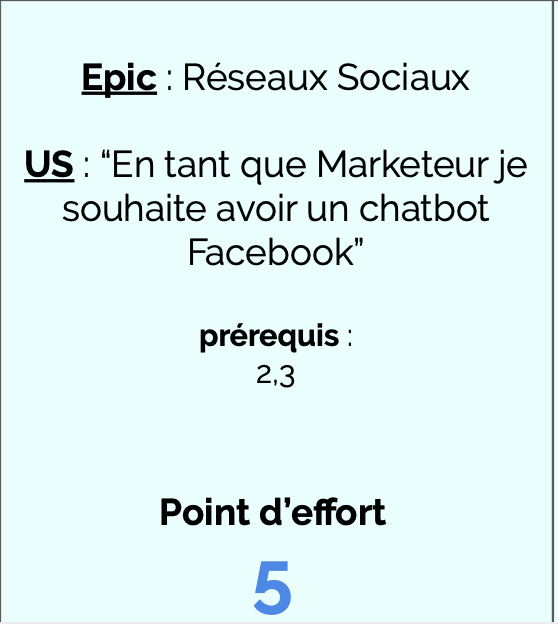 Epic : Réseaux Sociaux
US : “En tant que Marketeur je
souhaite avoir un chatbot
Facebook”
prérequis :
2,3
Point d’effort
5